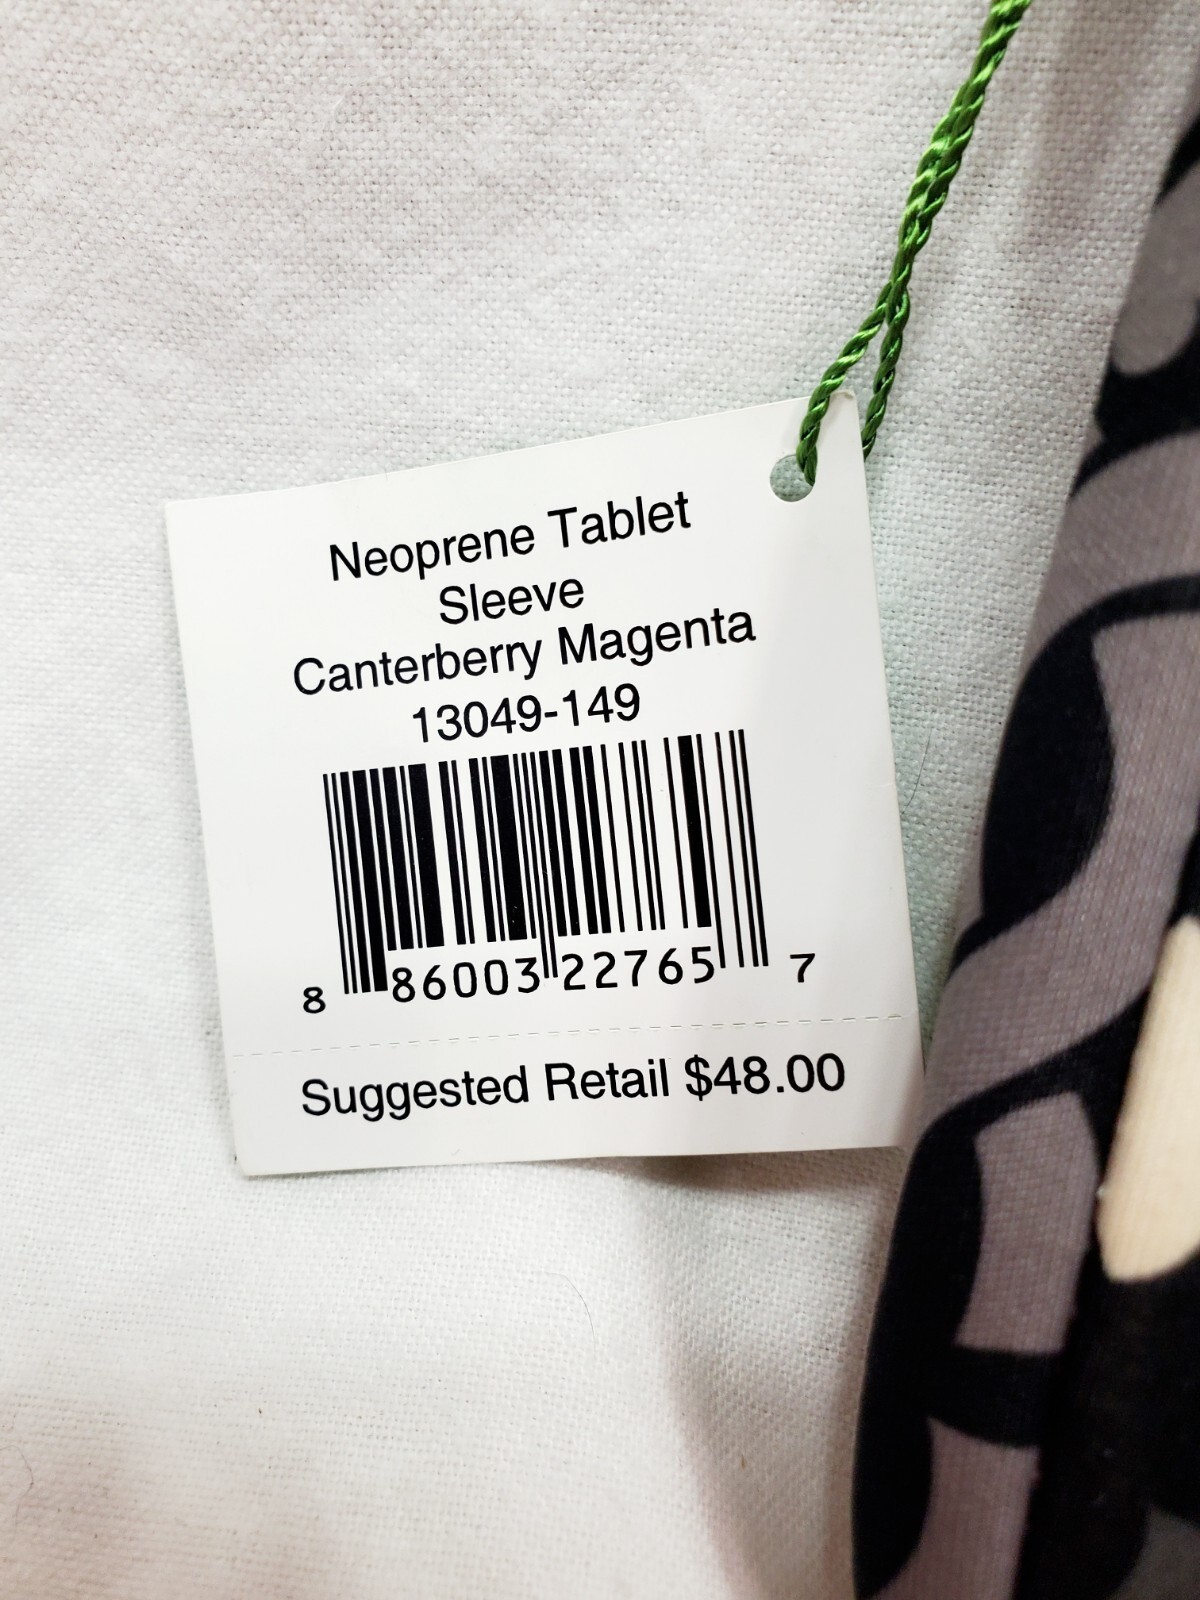 Neoprene Tablet
Sleeve
Canterberry Magenta
13049-149
8 86003 22765 7
Suggested Retail $48.00